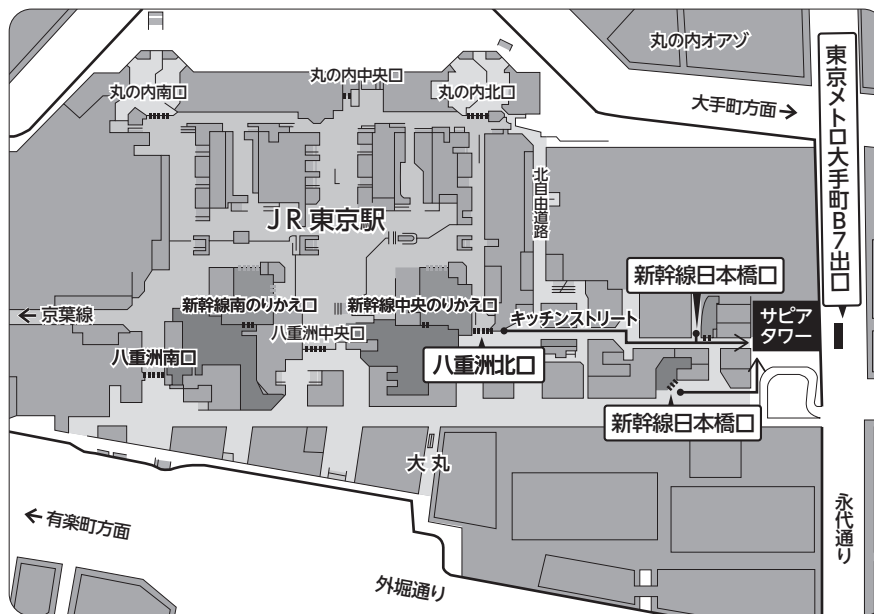 丸の内オアゾ
丸の内中央口
丸の内南口
丸の内北口
大手町方面
東京メトロ大手町B7出口
北自由道路
JR東京駅
新幹線日本橋口
新幹線南のりかえ口
新幹線中央のりかえ口
キッチンストリート
サピア
タワー
京葉線
八重洲中央口
八重洲南口
八重洲北口
新幹線日本橋口
大丸
有楽町方面
永代通り
外堀通り